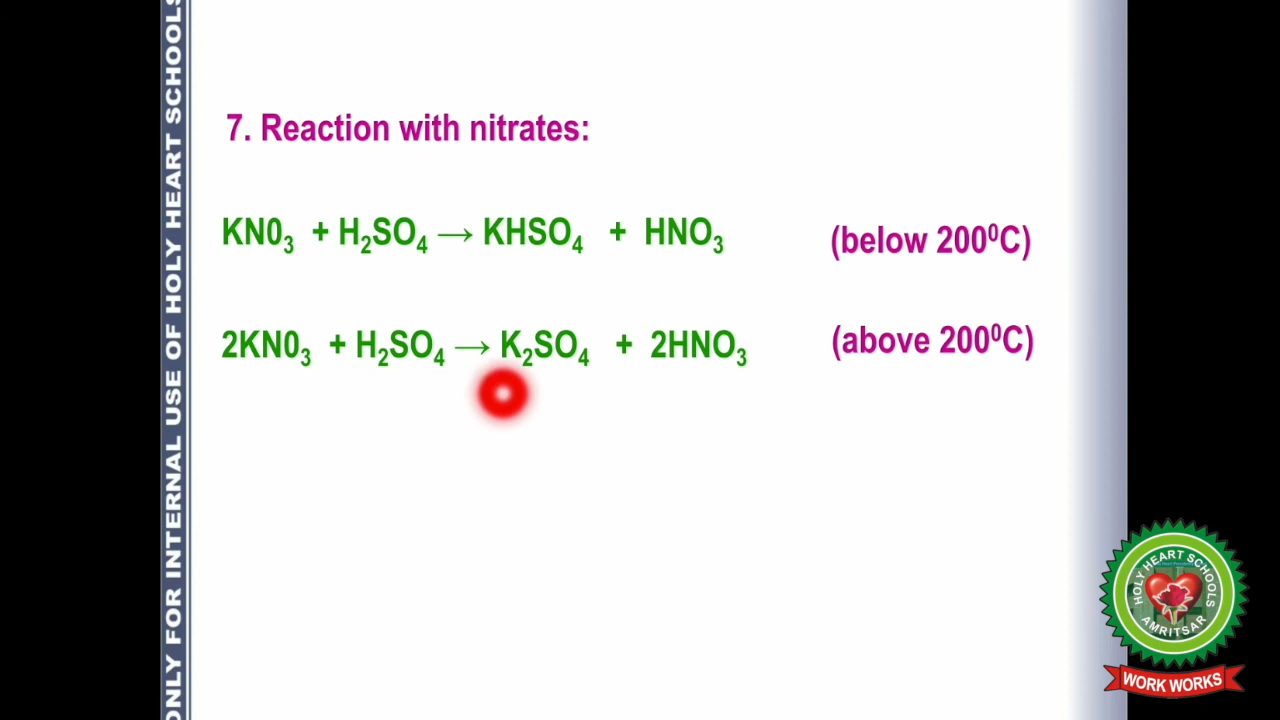 ONLY FOR INTERNAL USE OF HOLY HEART SCHOOLS
7. Reaction with nitrates:
KN0₃ + H₂SO₄ → KHSO₄ + HNO₃ (below 200⁰C)
2KN0₃ + H₂SO₄ → K₂SO₄ + 2HNO₃ (above 200⁰C)
HOLY HEART SCHOOLS
AMRITSAR
WORK WORKS